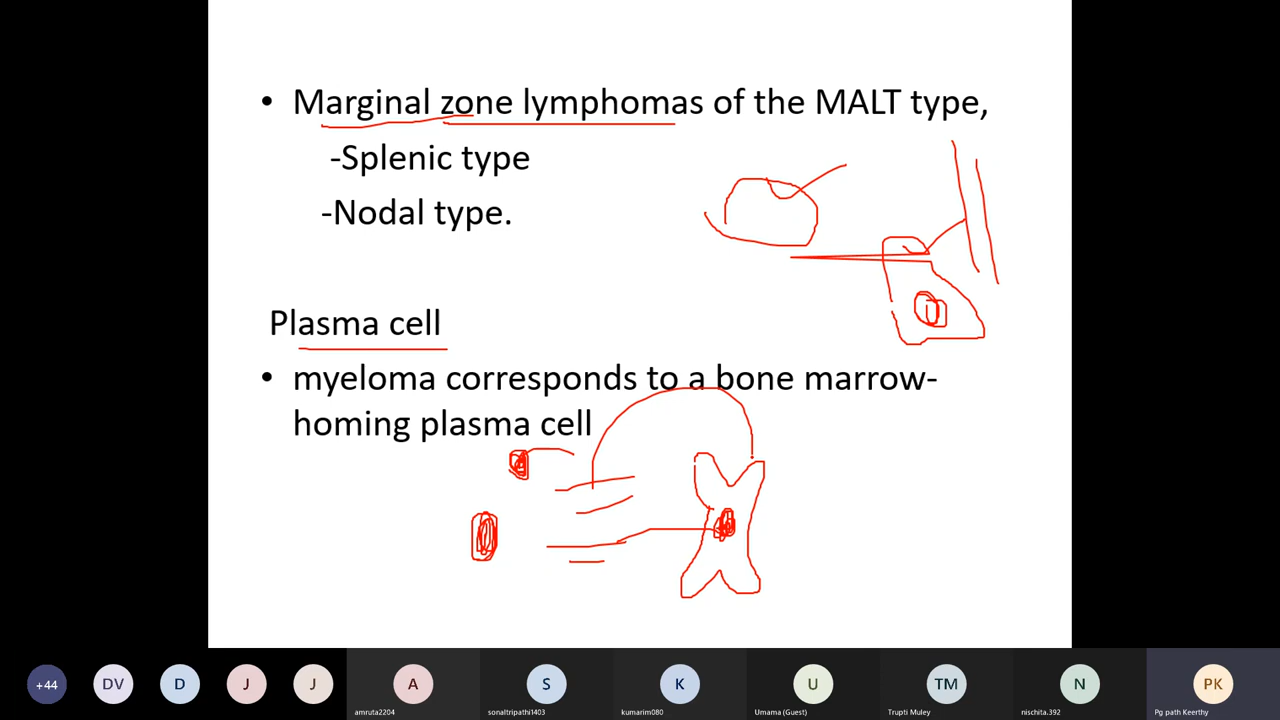 • Marginal zone lymphomas of the MALT type,
-Splenic type
-Nodal type.
Plasma cell
• myeloma corresponds to a bone marrow-
homing plasma cell
+44 DV D J J A S K U TM N PK
amruta2204 sonaltripathi1403 kumarim080 Umama (Guest) Trupti Muley nischita.392 Pg path Keerthy